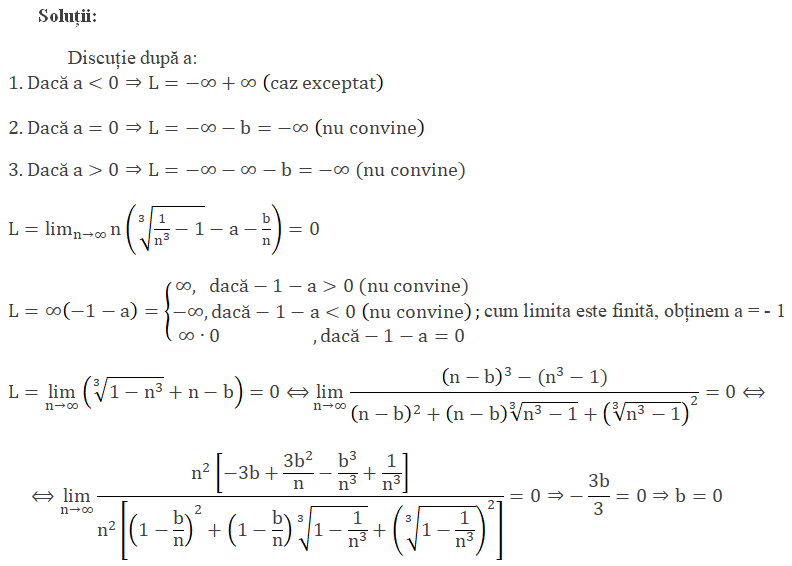 Soluții:
Discuție după a:
1. Dacă a < 0 ⇒ L = −∞ + ∞ (caz exceptat)
2. Dacă a = 0 ⇒ L = −∞ − b = −∞ (nu convine)
3. Dacă a > 0 ⇒ L = −∞ − ∞ − b = −∞ (nu convine)
L = limₙ→∞ n (∛(1/n³ − 1) − a − b/n) = 0
L = ∞(−1 − a) = { ∞, dacă − 1 − a > 0 (nu convine)
−∞, dacă − 1 − a < 0 (nu convine) ; cum limita este finită, obținem a = - 1
∞ · 0 , dacă − 1 − a = 0
L = lim n→∞ (∛(1 − n³) + n − b) = 0 ⇔ lim n→∞ ((n − b)³ − (n³ − 1)) / ((n − b)² + (n − b)∛(n³ − 1) + (∛(n³ − 1))²) = 0 ⇔
⇔ lim n→∞ (n² [−3b + 3b²/n − b³/n³ + 1/n³]) / (n² [(1 − b/n)² + (1 − b/n) ∛(1 − 1/n³) + (∛(1 − 1/n³))²]) = 0 ⇒ − 3b/3 = 0 ⇒ b = 0